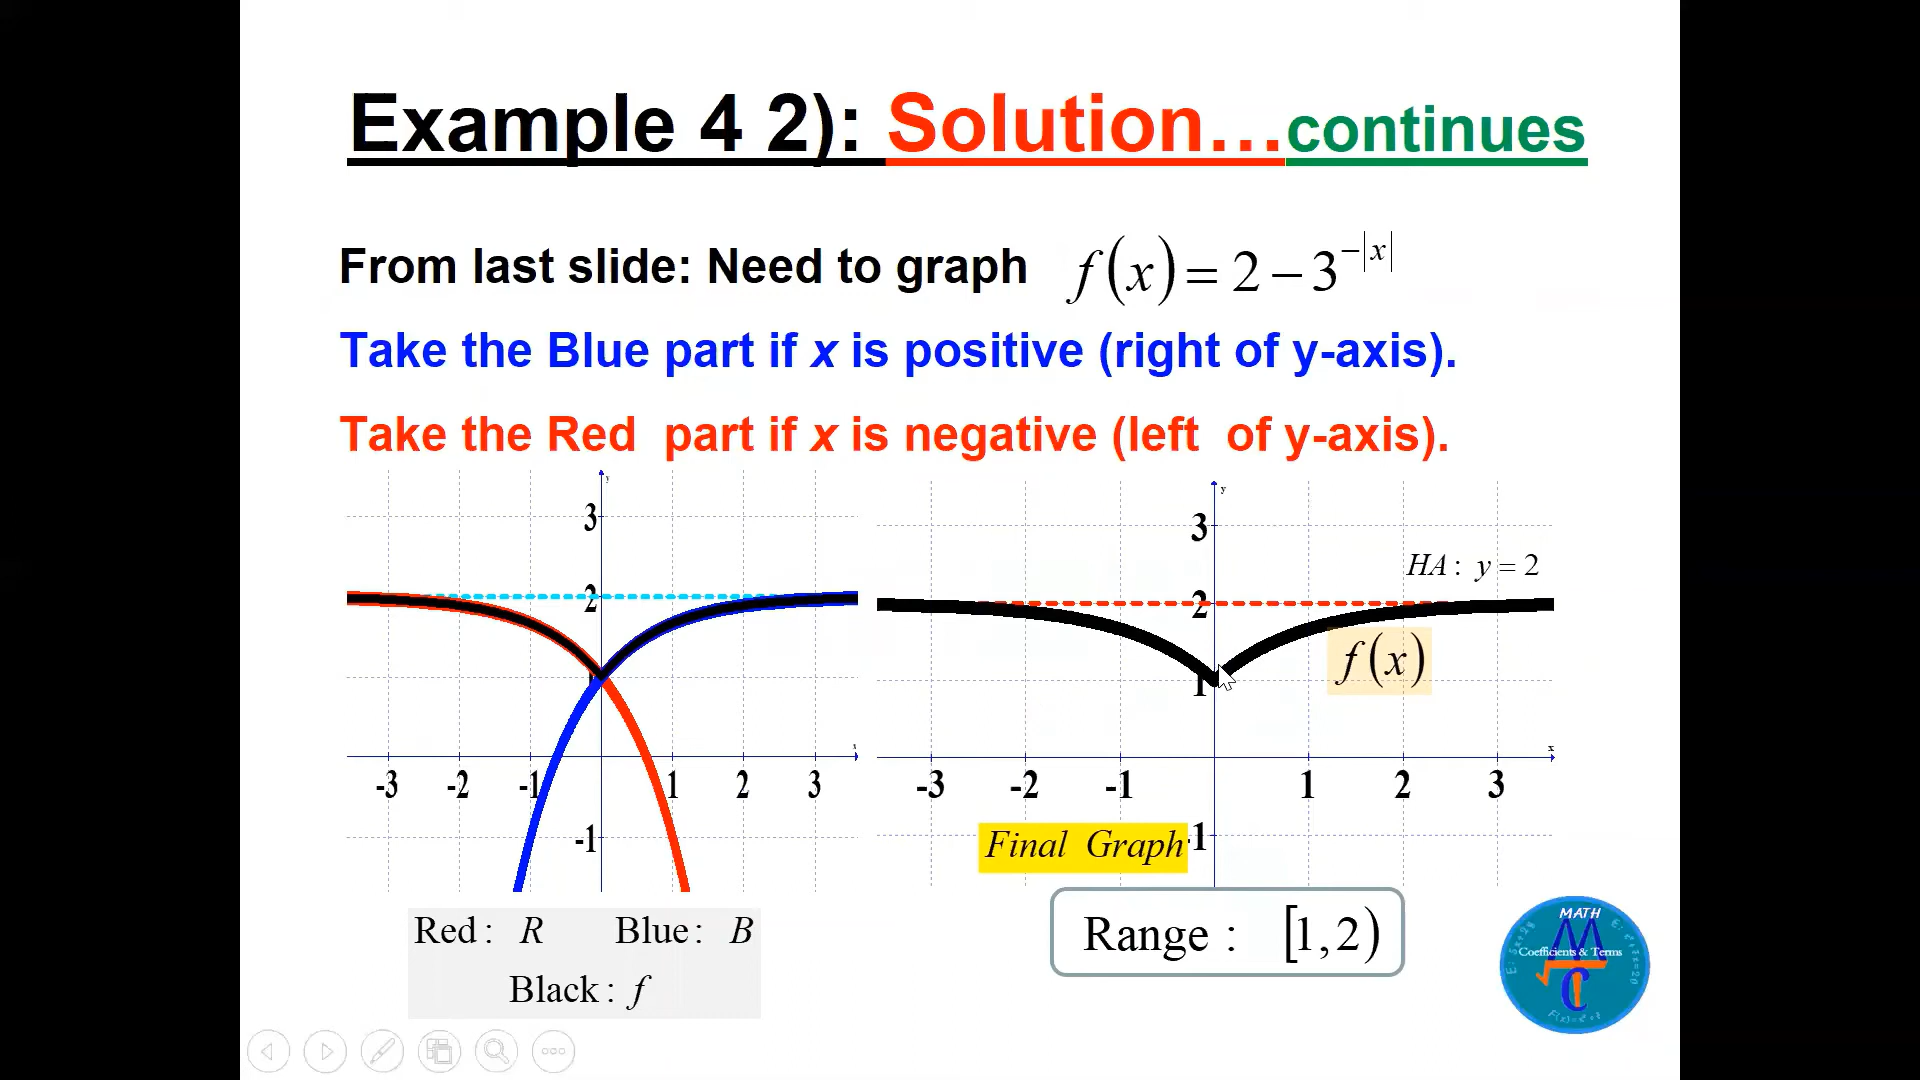 Example 4 2): Solution...continues
From last slide: Need to graph f(x) = 2 − 3^{−|x|}
Take the Blue part if x is positive (right of y-axis).
Take the Red part if x is negative (left of y-axis).
y
3
2
1
-1
-3 -2 -1 1 2 3
x
y
3
HA: y = 2
2
f(x)
1
x
-3 -2 -1 1 2 3
Final Graph
-1
Red: R Blue: B
Black: f
Range: [1,2)
MATH
Coefficients & Terms